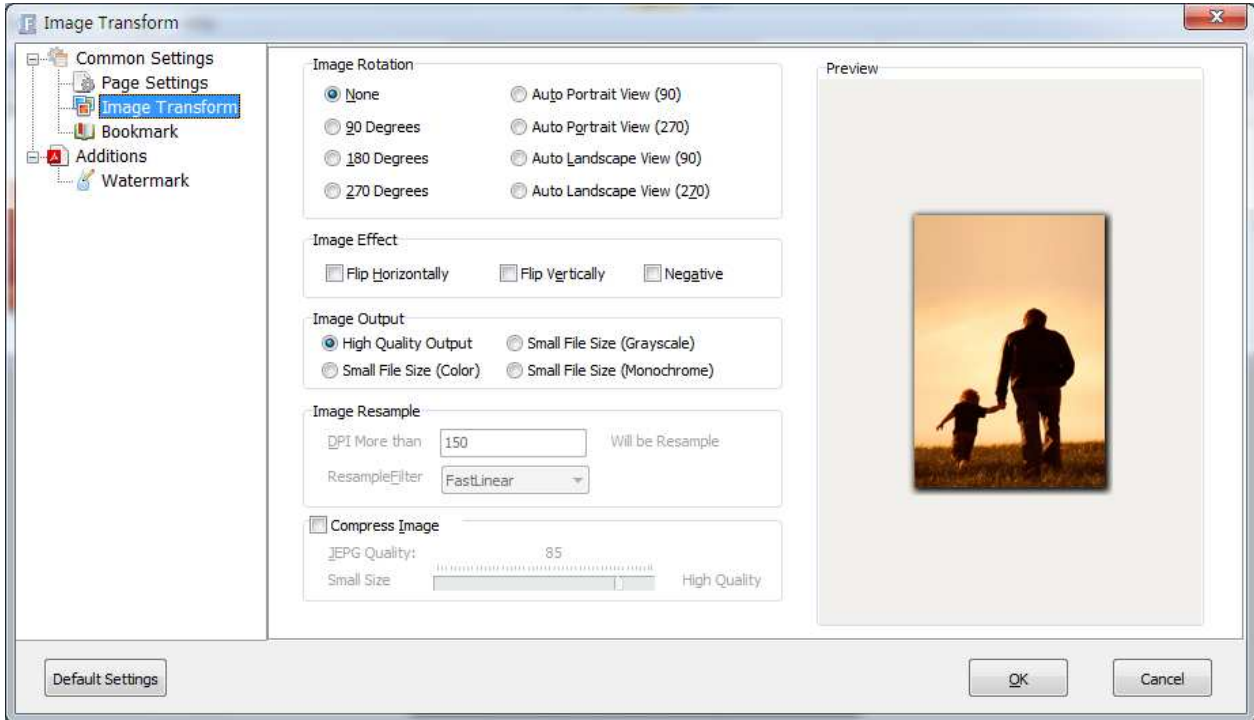 Image Transform
Common Settings
Page Settings
Image Transform
Bookmark
Additions
Watermark
Image Rotation
None
Auto Portrait View (90)
90 Degrees
Auto Portrait View (270)
180 Degrees
Auto Landscape View (90)
270 Degrees
Auto Landscape View (270)
Image Effect
Flip Horizontally
Flip Vertically
Negative
Image Output
High Quality Output
Small File Size (Grayscale)
Small File Size (Color)
Small File Size (Monochrome)
Image Resample
DPI More than
150
Will be Resample
ResampleFilter
FastLinear
Compress Image
JEPG Quality:
85
Small Size
High Quality
Preview
Default Settings
OK
Cancel